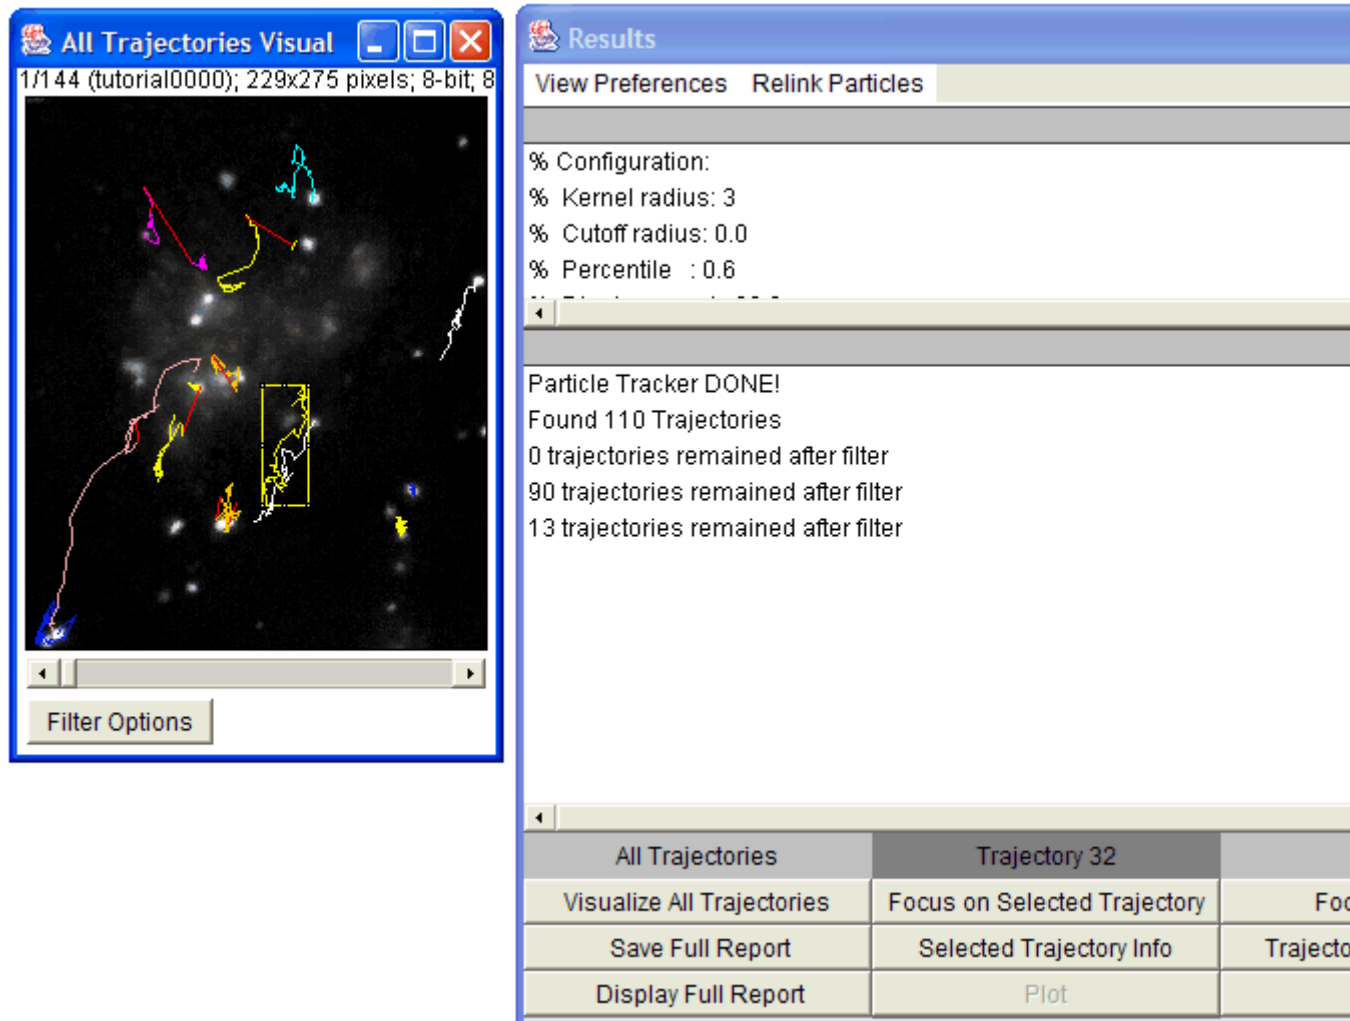 All Trajectories Visual
1/144 (tutorial0000); 229x275 pixels; 8-bit; 8
Filter Options
Results
View Preferences Relink Particles
% Configuration:
% Kernel radius: 3
% Cutoff radius: 0.0
% Percentile : 0.6
Particle Tracker DONE!
Found 110 Trajectories
0 trajectories remained after filter
90 trajectories remained after filter
13 trajectories remained after filter
All Trajectories Trajectory 32
Visualize All Trajectories Focus on Selected Trajectory Foc
Save Full Report Selected Trajectory Info Trajecto
Display Full Report Plot